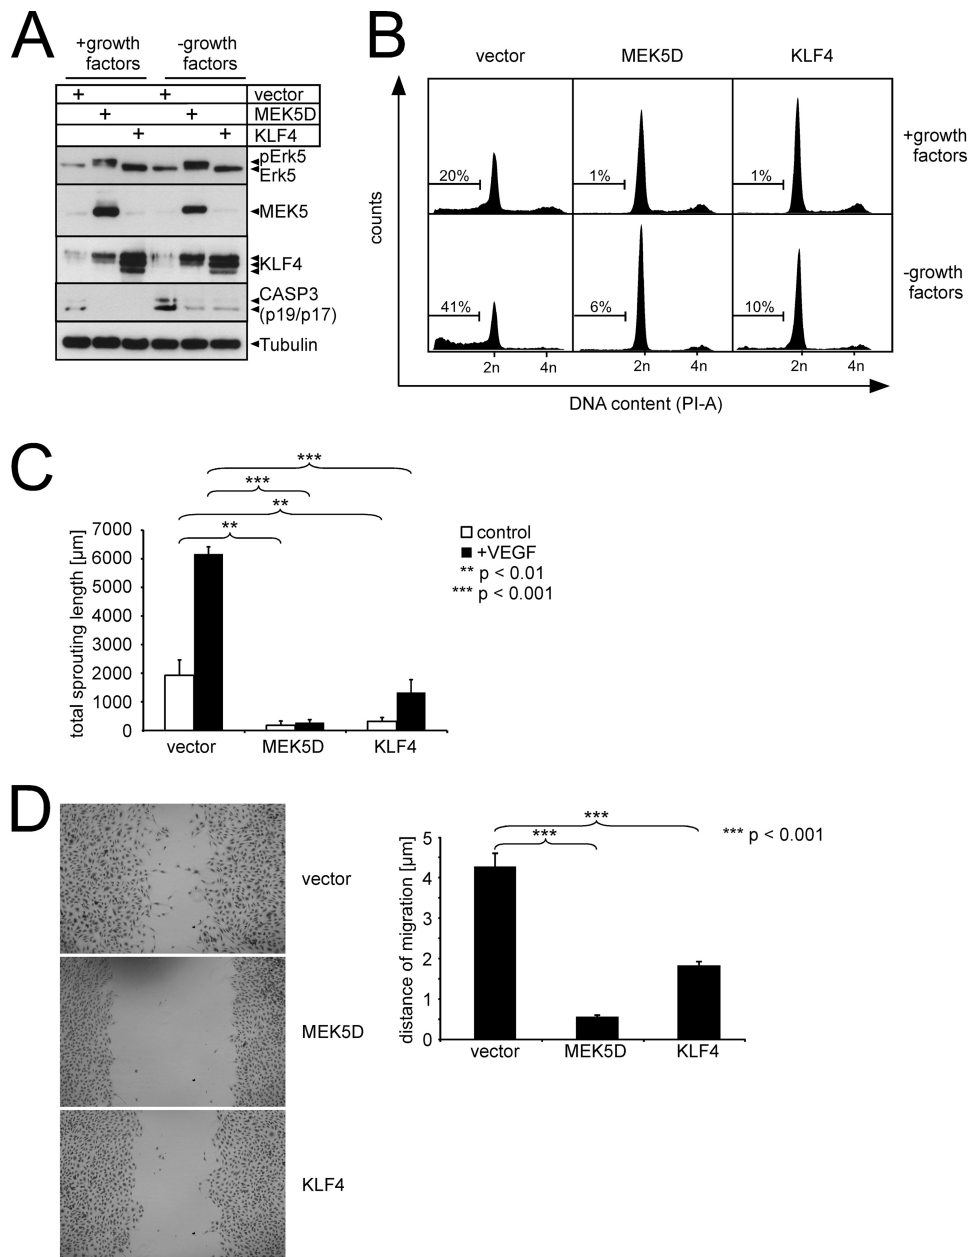 A
+growth
factors
-growth
factors
+ + vector
+ + MEK5D
+ + KLF4
pErk5
Erk5
MEK5
KLF4
CASP3
(p19/p17)
Tubulin
B
vector MEK5D KLF4
counts
20% 1% 1%
+growth
factors
41% 6% 10%
-growth
factors
2n 4n 2n 4n 2n 4n
DNA content (PI-A)
C
***
***
**
**
total sprouting length [µm]
7000
6000
5000
4000
3000
2000
1000
0
vector MEK5D KLF4
control
+VEGF
** p < 0.01
*** p < 0.001
D
vector
MEK5D
KLF4
***
***
*** p < 0.001
distance of migration [µm]
5
4
3
2
1
0
vector MEK5D KLF4